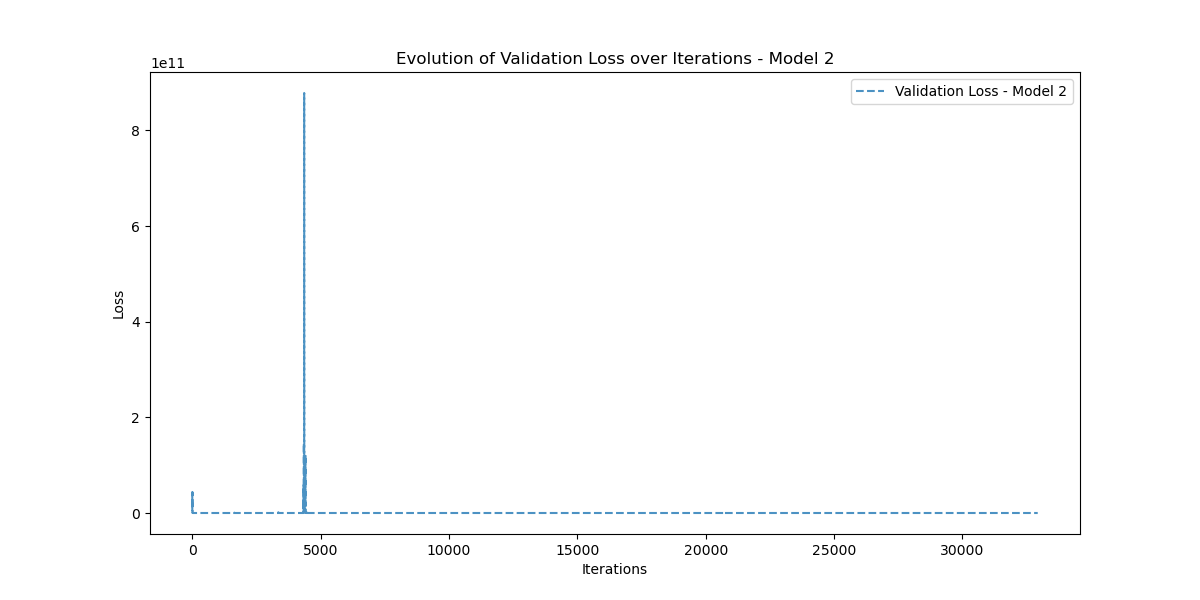 Evolution of Validation Loss over Iterations - Model 2
1e11
Validation Loss - Model 2
8
6
4
2
0
Loss
0 5000 10000 15000 20000 25000 30000
Iterations